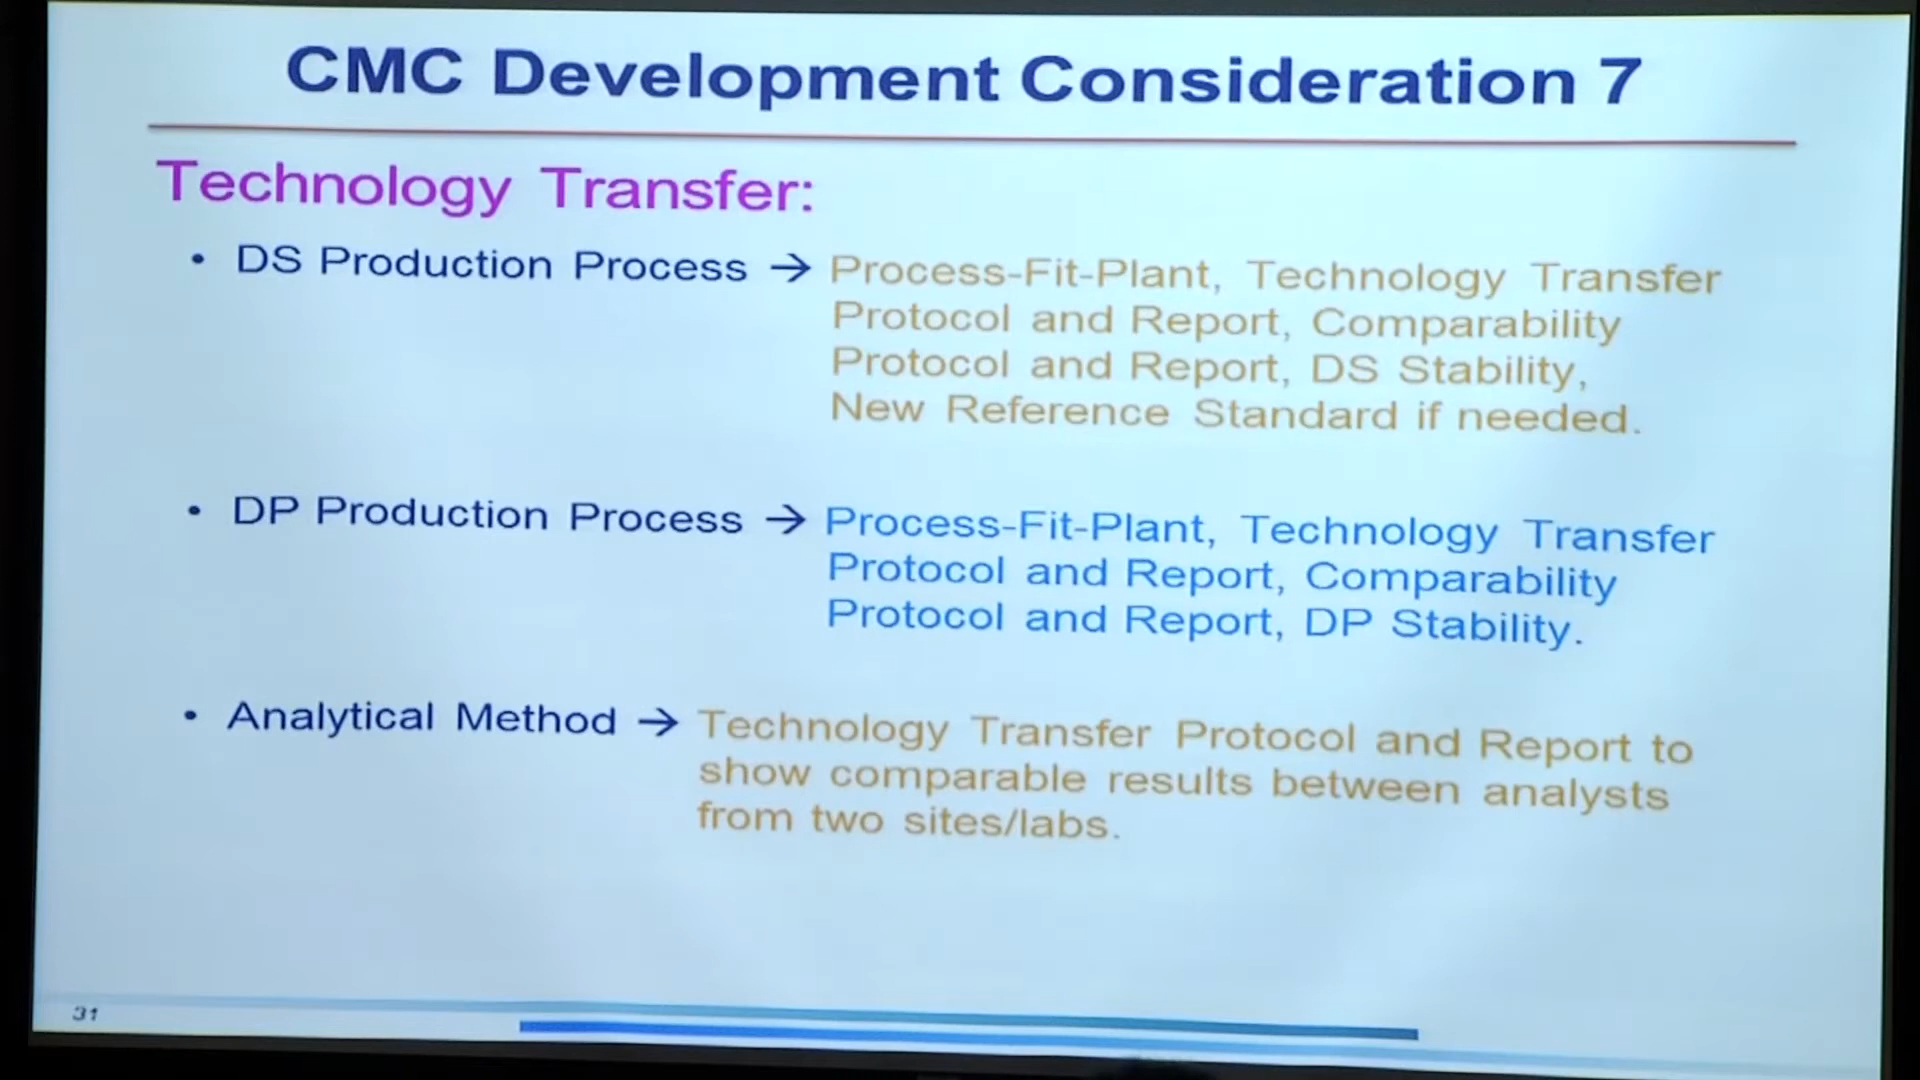 CMC Development Consideration 7
Technology Transfer:
• DS Production Process → Process-Fit-Plant, Technology Transfer
Protocol and Report, Comparability
Protocol and Report, DS Stability,
New Reference Standard if needed.
• DP Production Process → Process-Fit-Plant, Technology Transfer
Protocol and Report, Comparability
Protocol and Report, DP Stability.
• Analytical Method → Technology Transfer Protocol and Report to
show comparable results between analysts
from two sites/labs.
31